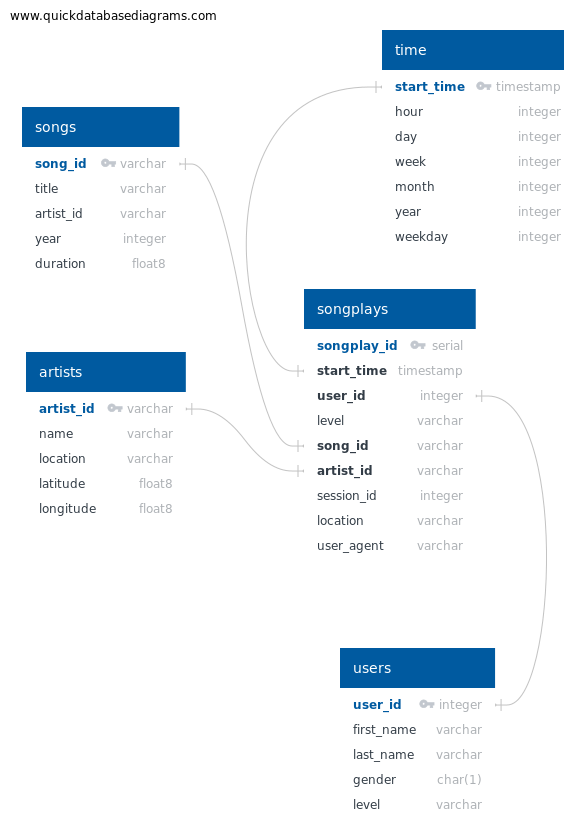 www.quickdatabasediagrams.com
time
start_time timestamp
hour integer
day integer
week integer
month integer
year integer
weekday integer
songs
song_id varchar
title varchar
artist_id varchar
year integer
duration float8
songplays
songplay_id serial
start_time timestamp
user_id integer
level varchar
song_id varchar
artist_id varchar
session_id integer
location varchar
user_agent varchar
artists
artist_id varchar
name varchar
location varchar
latitude float8
longitude float8
users
user_id integer
first_name varchar
last_name varchar
gender char(1)
level varchar